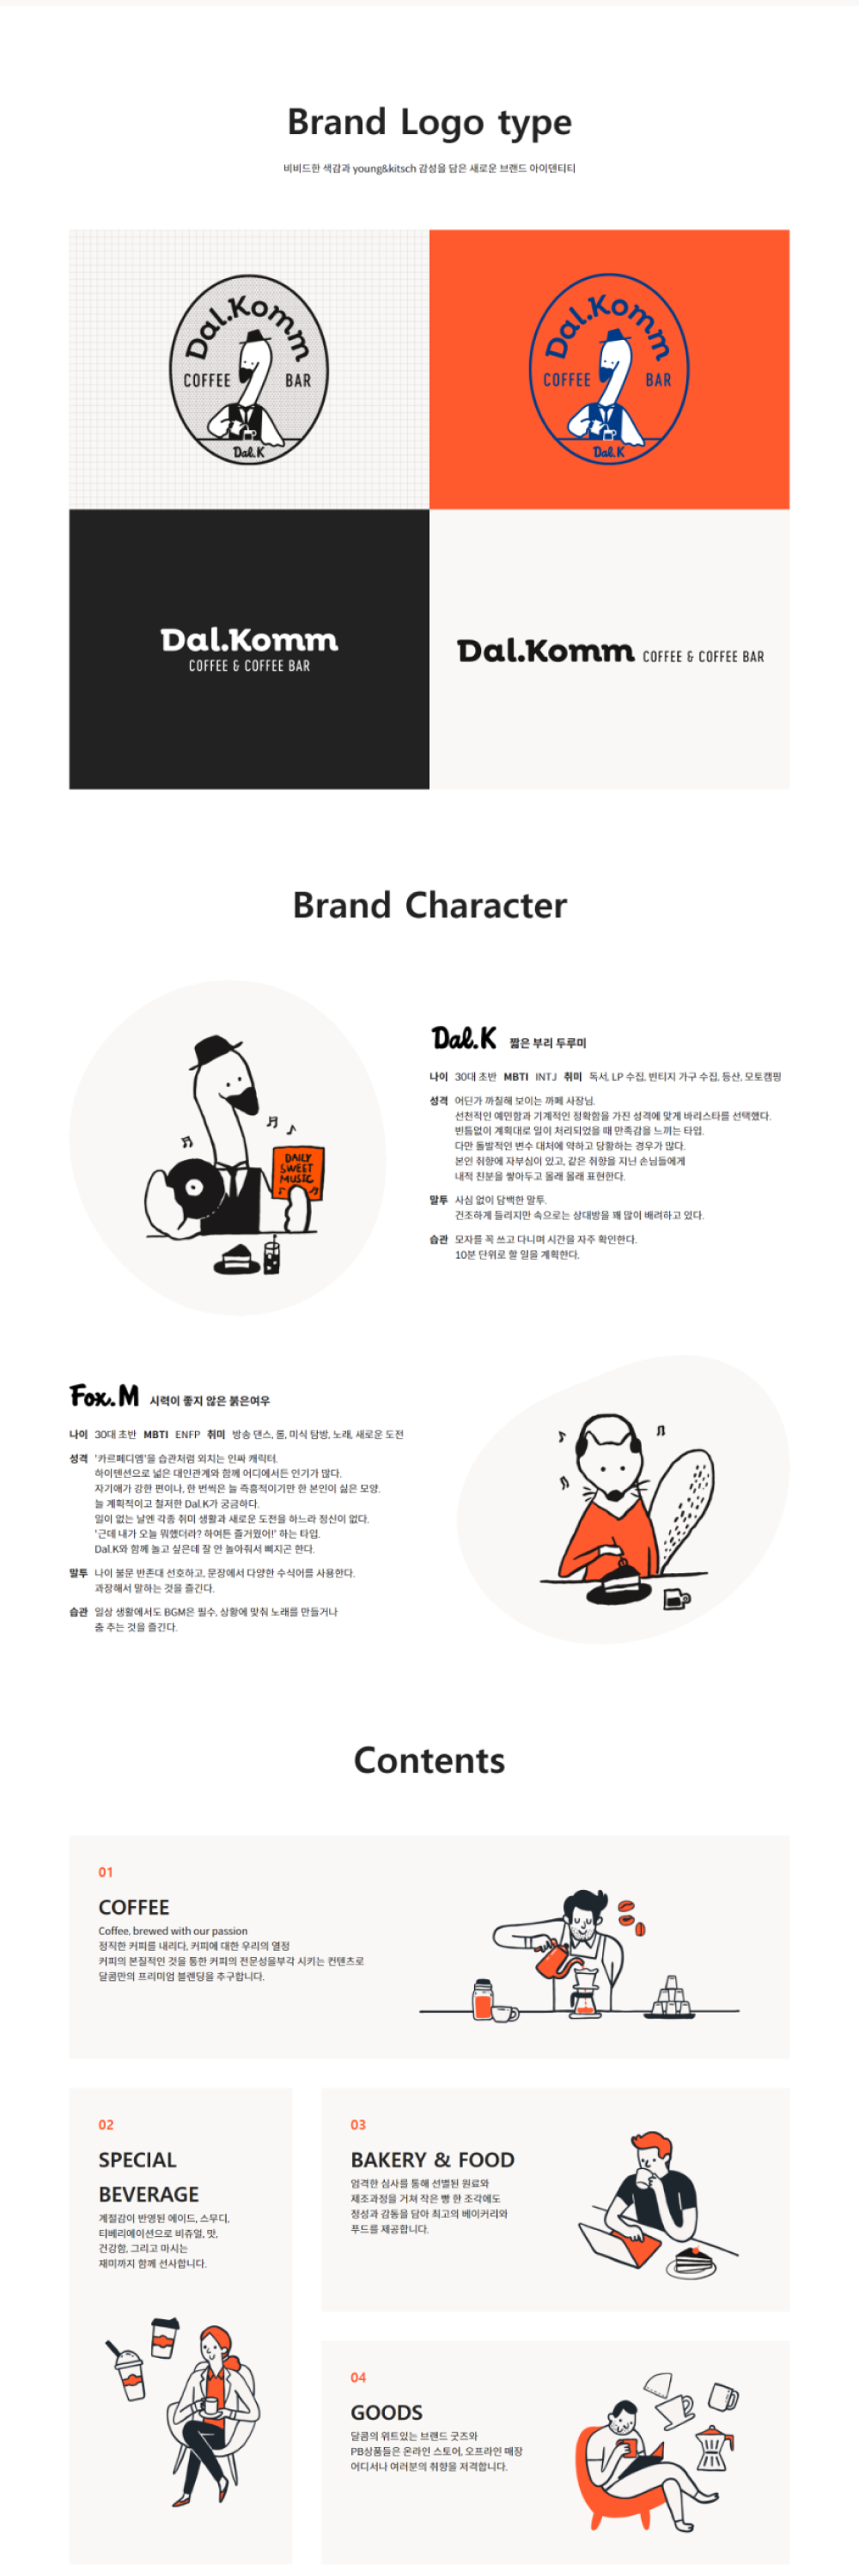 Brand Logo type
비비드한 색감과 young&kitsch 감성을 담은 새로운 브랜드 아이덴티티
Dal.Komm
COFFEE BAR
Dal.K
Dal.Komm
COFFEE BAR
Dal.K
Dal.Komm
COFFEE & COFFEE BAR
Dal.Komm COFFEE & COFFEE BAR
Brand Character
DAILY
SWEET
MUSIC
Dal.K 짧은 부리 두루미
나이 30대 초반 MBTI INTJ 취미 독서, LP 수집, 빈티지 가구 수집, 등산, 모토캠핑
성격 어딘가 까칠해 보이는 까페 사장님.
선천적인 예민함과 기계적인 정확함을 가진 성격에 맞게 바리스타를 선택했다.
빈틈없이 계획대로 일이 처리되었을 때 만족감을 느끼는 타입.
다만 돌발적인 변수 대처에 약하고 당황하는 경우가 많다.
본인 취향에 자부심이 있고, 같은 취향을 지닌 손님들에게
내적 친분을 쌓아두고 몰래 몰래 표현한다.
말투 사심 없이 담백한 말투.
건조하게 들리지만 속으로는 상대방을 꽤 많이 배려하고 있다.
습관 모자를 꼭 쓰고 다니며 시간을 자주 확인한다.
10분 단위로 할 일을 계획한다.
Fox.M 시력이 좋지 않은 붉은여우
나이 30대 초반 MBTI ENFP 취미 방송 댄스, 롤, 미식 탐방, 노래, 새로운 도전
성격 '카르페디엠'을 습관처럼 외치는 인싸 캐릭터.
하이텐션으로 넓은 대인관계와 함께 어디에서든 인기가 많다.
자기애가 강한 편이나, 한 번씩은 늘 즉흥적이기만 한 본인이 싫은 모양.
늘 계획적이고 철저한 Dal.K가 궁금하다.
일이 없는 날엔 각종 취미 생활과 새로운 도전을 하느라 정신이 없다.
'근데 내가 오늘 뭐했더라? 하여튼 즐거웠어!' 하는 타입.
Dal.K와 함께 놀고 싶은데 잘 안 놀아줘서 삐지곤 한다.
말투 나이 불문 반존대 선호하고, 문장에서 다양한 수식어를 사용한다.
과장해서 말하는 것을 즐긴다.
습관 일상 생활에서도 BGM은 필수, 상황에 맞춰 노래를 만들거나
춤 추는 것을 즐긴다.
Contents
01
COFFEE
Coffee, brewed with our passion
정직한 커피를 내리다, 커피에 대한 우리의 열정
커피의 본질적인 것을 통한 커피의 전문성을부각 시키는 컨텐츠로
달콤만의 프리미엄 블렌딩을 추구합니다.
02
SPECIAL
BEVERAGE
계절감이 반영된 에이드, 스무디,
티베리에이션으로 비쥬얼, 맛,
건강함, 그리고 마시는
재미까지 함께 선사합니다.
03
BAKERY & FOOD
엄격한 심사를 통해 선별된 원료와
제조과정을 거쳐 작은 빵 한 조각에도
정성과 감동을 담아 최고의 베이커리와
푸드를 제공합니다.
04
GOODS
달콤의 위트있는 브랜드 굿즈와
PB상품들은 온라인 스토어, 오프라인 매장
어디서나 여러분의 취향을 저격합니다.